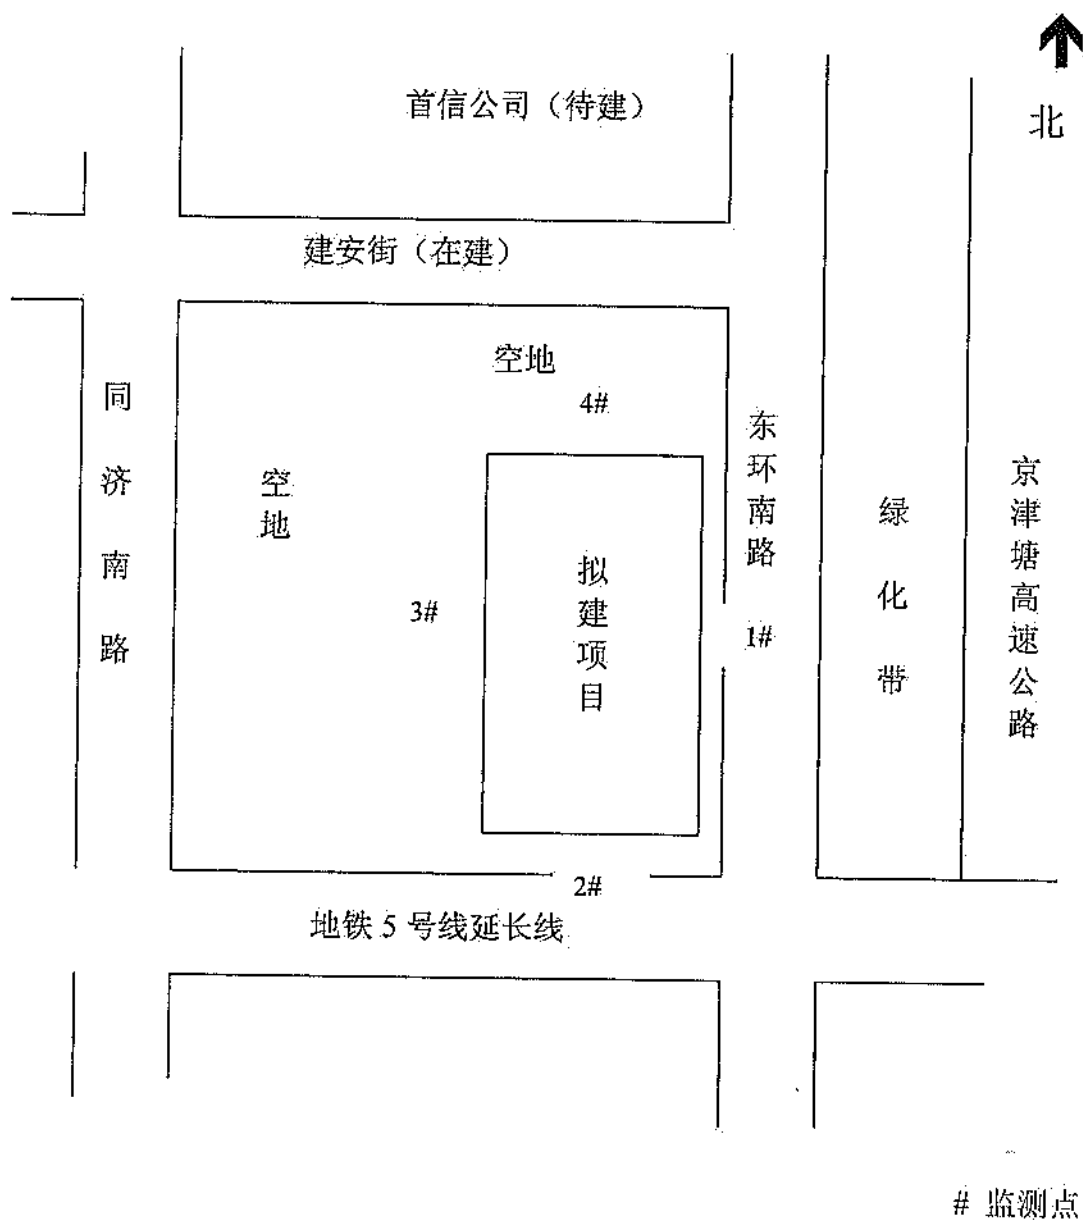 首信公司（待建）
北
建安街（在建）
空地
4#
同济南路
空地
东环南路
京津塘高速公路
绿化带
拟建项目
3#
1#
2#
地铁 5 号线延长线
# 监测点